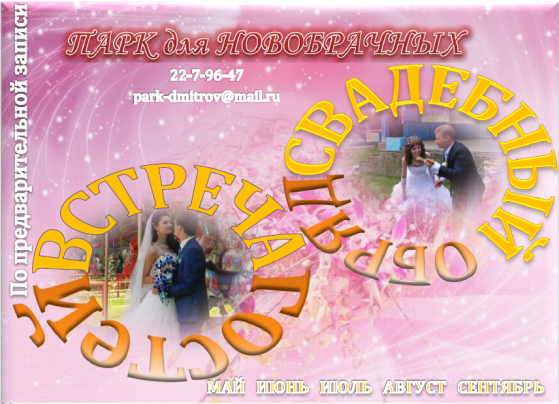 ПАРК для НОВОБРАЧНЫХ
22-7-96-47
park-dmitrov@mail.ru
По предварительной записи
СВАДЕБНЫЙ
ОБРЯД
ВСТРЕЧА
ГОСТЕЙ
МАЙ ИЮНЬ ИЮЛЬ АВГУСТ СЕНТЯБРЬ